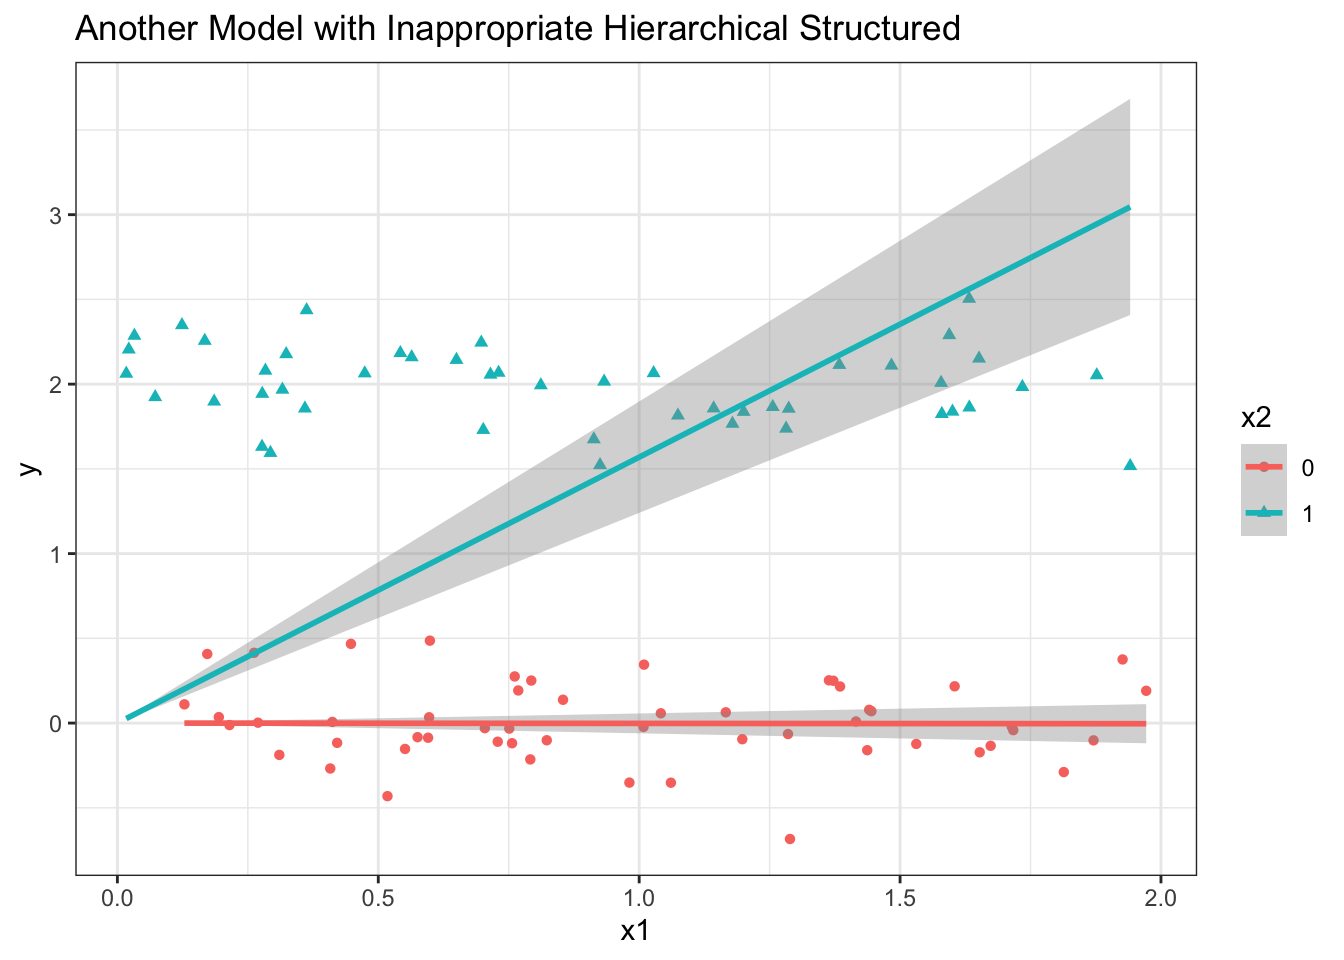 Another Model with Inappropriate Hierarchical Structured
3
2
1
0
y
0.0 0.5 1.0 1.5 2.0
x1
x2
0
1